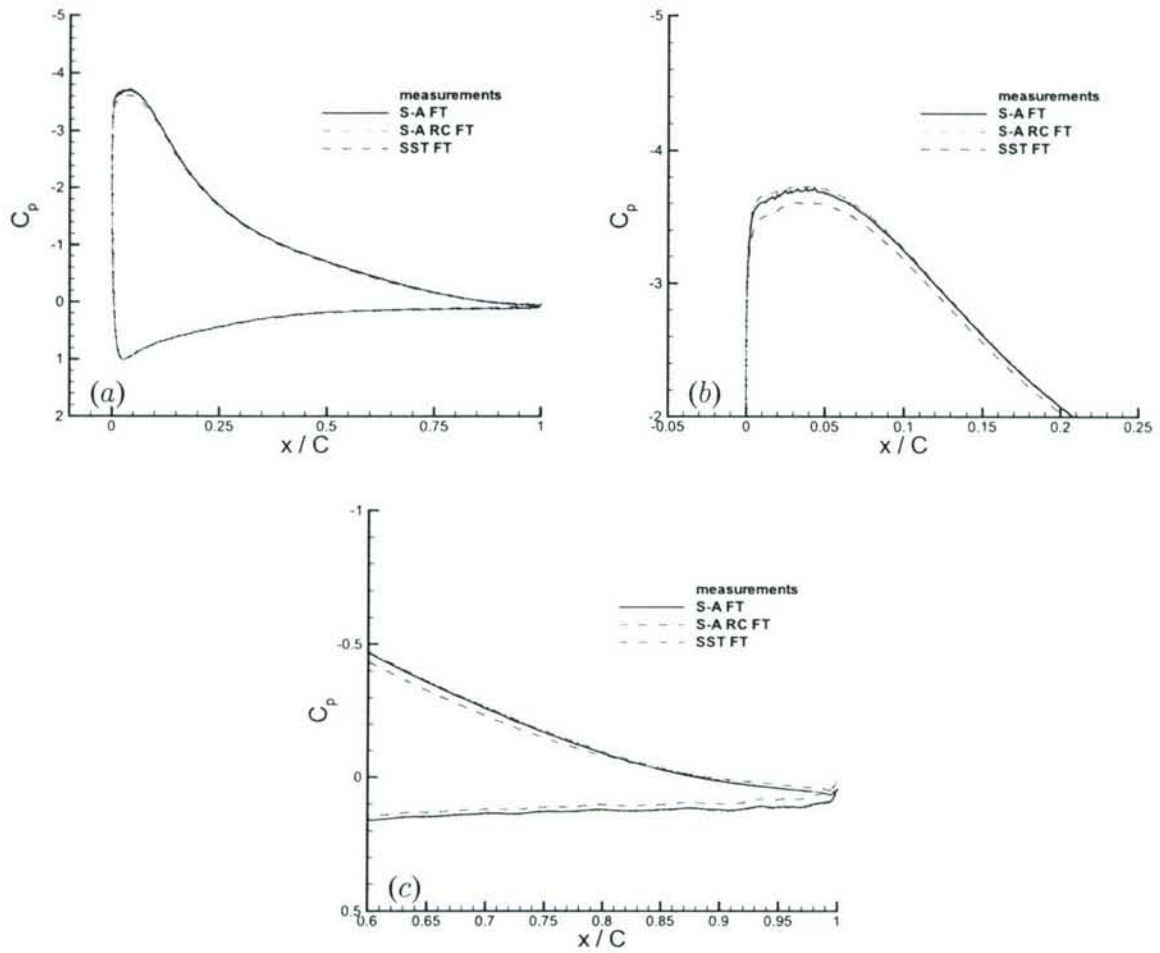 -5
-4
-3
-2
-1
0
1
2
Cp
measurements
S-A FT
S-A RC FT
SST FT
(a)
0 0.25 0.5 0.75 1
x / C
-5
-4
-3
-2
Cp
measurements
S-A FT
S-A RC FT
SST FT
(b)
-0.05 0 0.05 0.1 0.15 0.2 0.25
x / C
-1
-0.5
0
0.5
Cp
measurements
S-A FT
S-A RC FT
SST FT
(c)
0.6 0.65 0.7 0.75 0.8 0.85 0.9 0.95 1
x / C